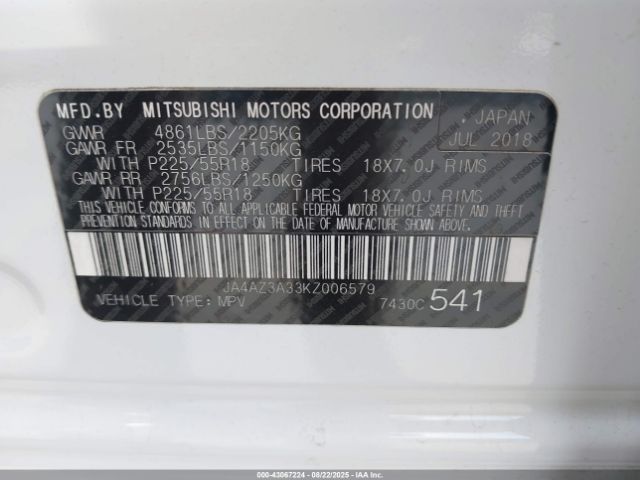 MFD.BY MITSUBISHI MOTORS CORPORATION , JAPAN
GVWR 4861LBS/2205KG JUL 2018
GAWR FR 2535LBS/1150KG
WITH P225/55R18 TIRES 18X7.0J RIMS
GAWR RR 2756LBS/1250KG
WITH P225/55R18 TIRES 18X7.0J RIMS
THIS VEHICLE CONFORMS TO ALL APPLICABLE FEDERAL MOTOR VEHICLE SAFETY AND THEFT
PREVENTION STANDARDS IN EFFECT ON THE DATE OF MANUFACTURE SHOWN ABOVE.
JA4AZ3A33KZ006579
VEHICLE TYPE: MPV 7430C 541
000-43067224 - 08/22/2025 - IAAI.COM